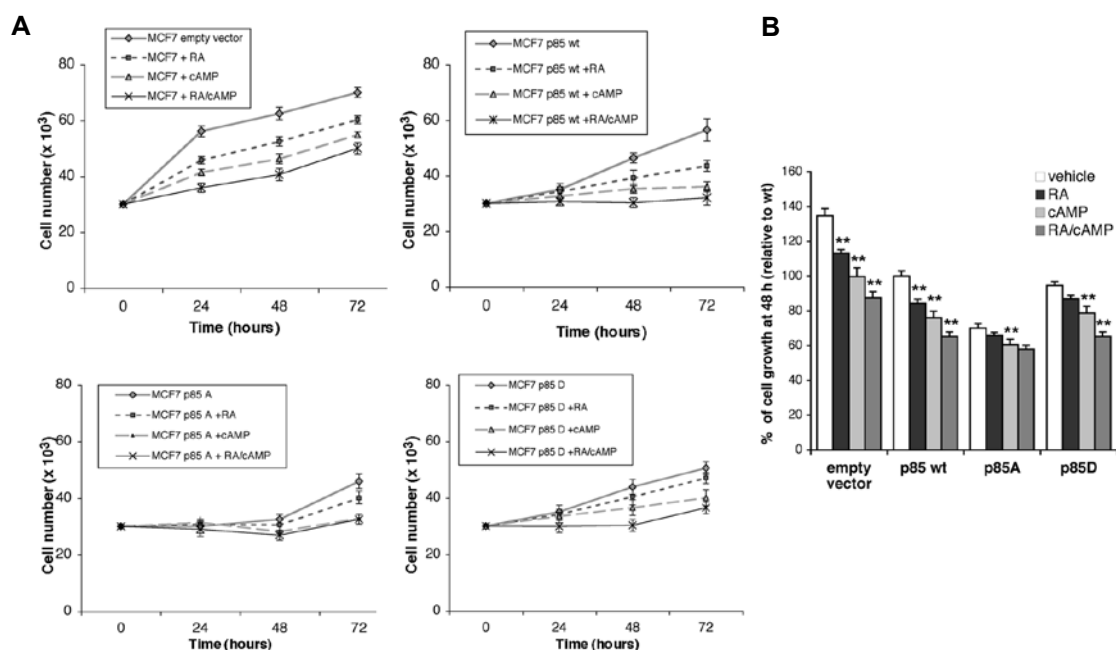 A
MCF7 empty vector
MCF7 + RA
MCF7 + cAMP
MCF7 + RA/cAMP
Cell number (x 10³)
80
60
40
20
0
0 24 48 72
Time (hours)
MCF7 p85 wt
MCF7 p85 wt +RA
MCF7 p85 wt + cAMP
MCF7 p85 wt +RA/cAMP
Cell number (x 10³)
80
60
40
20
0
0 24 48 72
Time (hours)
MCF7 p85 A
MCF7 p85 A +RA
MCF7 p85 A +cAMP
MCF7 p85 A + RA/cAMP
Cell number (x 10³)
80
60
40
20
0
0 24 48 72
Time (hours)
MCF7 p85 D
MCF7 p85 D +RA
MCF7 p85 D +cAMP
MCF7 p85 D +RA/cAMP
Cell number (x 10³)
80
60
40
20
0
0 24 48 72
Time (hours)
B
vehicle
RA
cAMP
RA/cAMP
% of cell growth at 48 h (relative to wt)
140
120
100
80
60
40
20
0
** ** **
** ** **
**
** **
empty vector
p85 wt
p85A
p85D